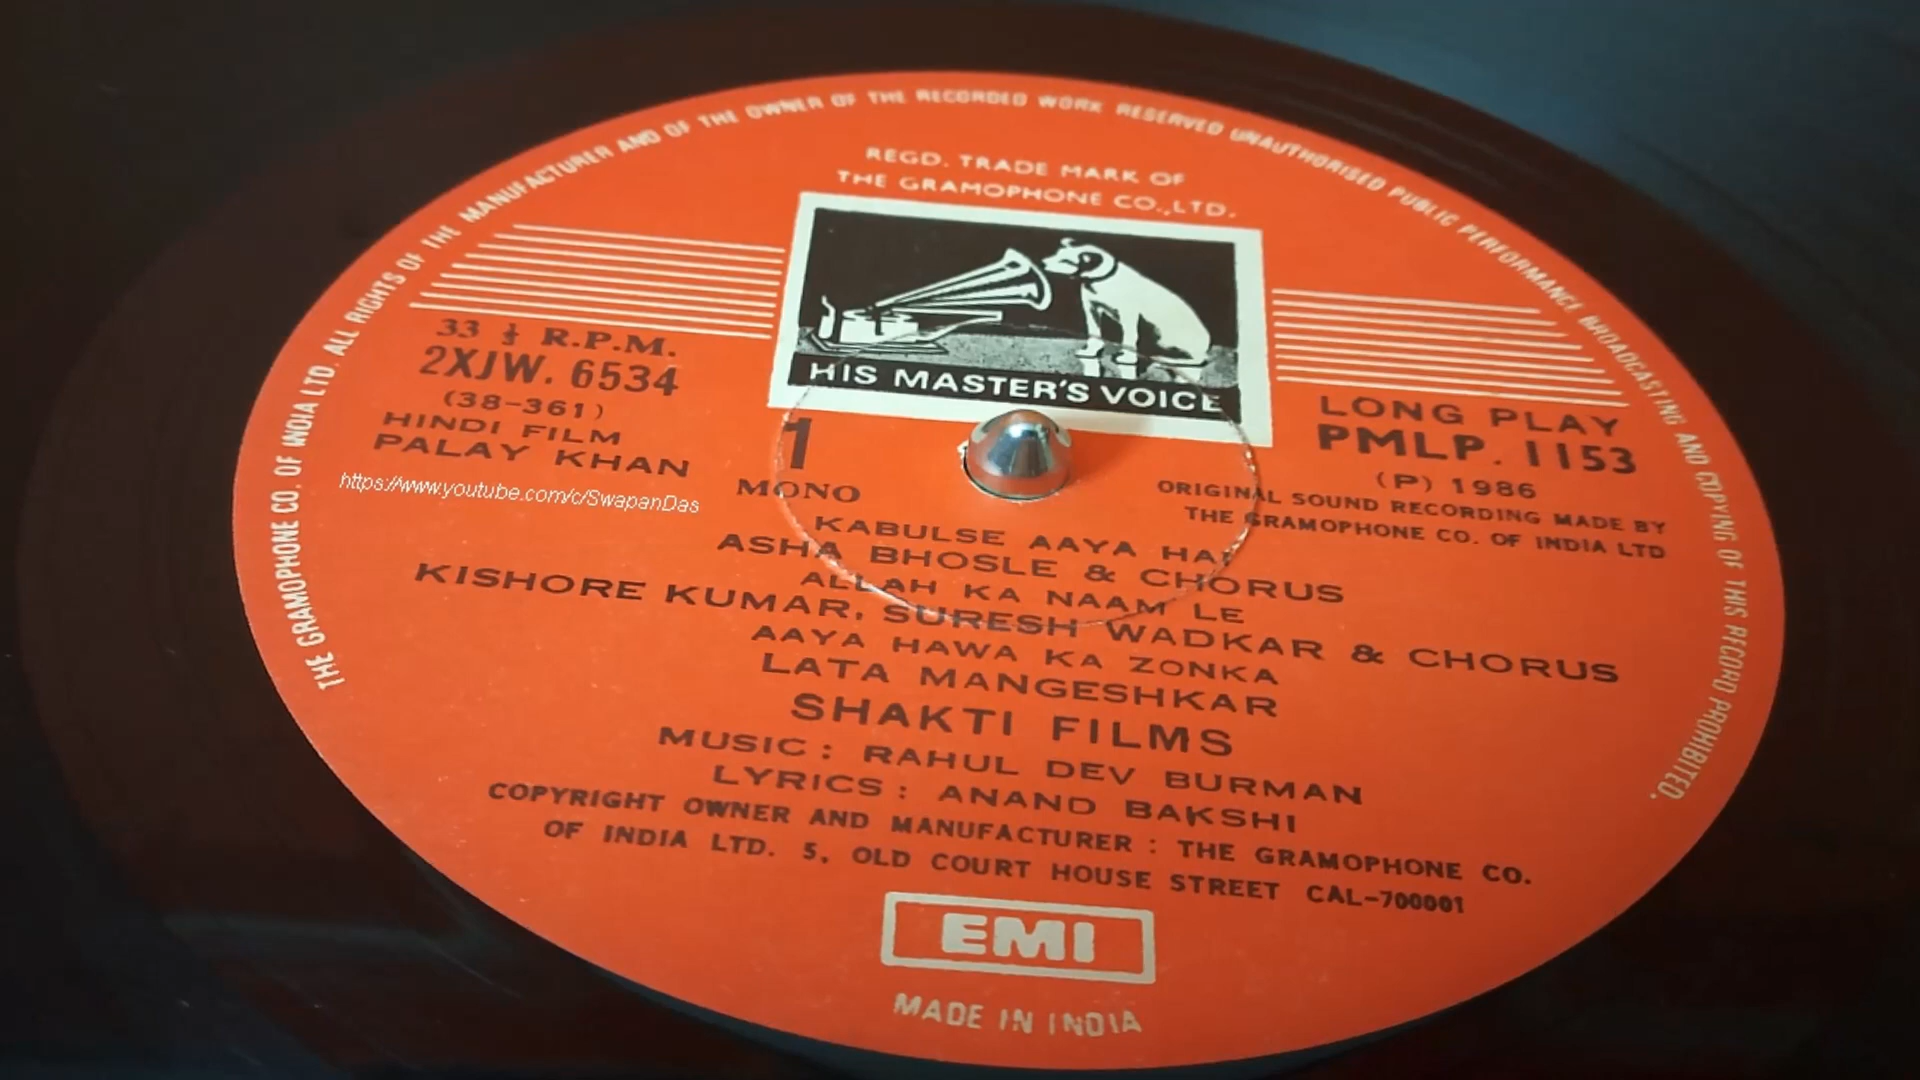 THE GRAMOPHONE CO. OF INDIA LTD. ALL RIGHTS OF THE MANUFACTURER AND OF THE OWNER OF THE RECORDED WORK RESERVED UNAUTHORISED PUBLIC PERFORMANCE BROADCASTING AND COPYING OF THIS RECORD PROHIBITED.
REGD. TRADE MARK OF
THE GRAMOPHONE CO.,LTD.
HIS MASTER'S VOICE
33 ⅓ R.P.M.
2XJW. 6534
(38-361)
HINDI FILM
PALAY KHAN
https://www.youtube.com/c/SwapanDas
1
MONO
LONG PLAY
PMLP. 1153
(P) 1986
ORIGINAL SOUND RECORDING MADE BY
THE GRAMOPHONE CO. OF INDIA LTD
KABULSE AAYA HAI
ASHA BHOSLE & CHORUS
ALLAH KA NAAM LE
KISHORE KUMAR, SURESH WADKAR & CHORUS
AAYA HAWA KA ZONKA
LATA MANGESHKAR
SHAKTI FILMS
MUSIC : RAHUL DEV BURMAN
LYRICS : ANAND BAKSHI
COPYRIGHT OWNER AND MANUFACTURER : THE GRAMOPHONE CO.
OF INDIA LTD. 5, OLD COURT HOUSE STREET CAL-700001
EMI
MADE IN INDIA